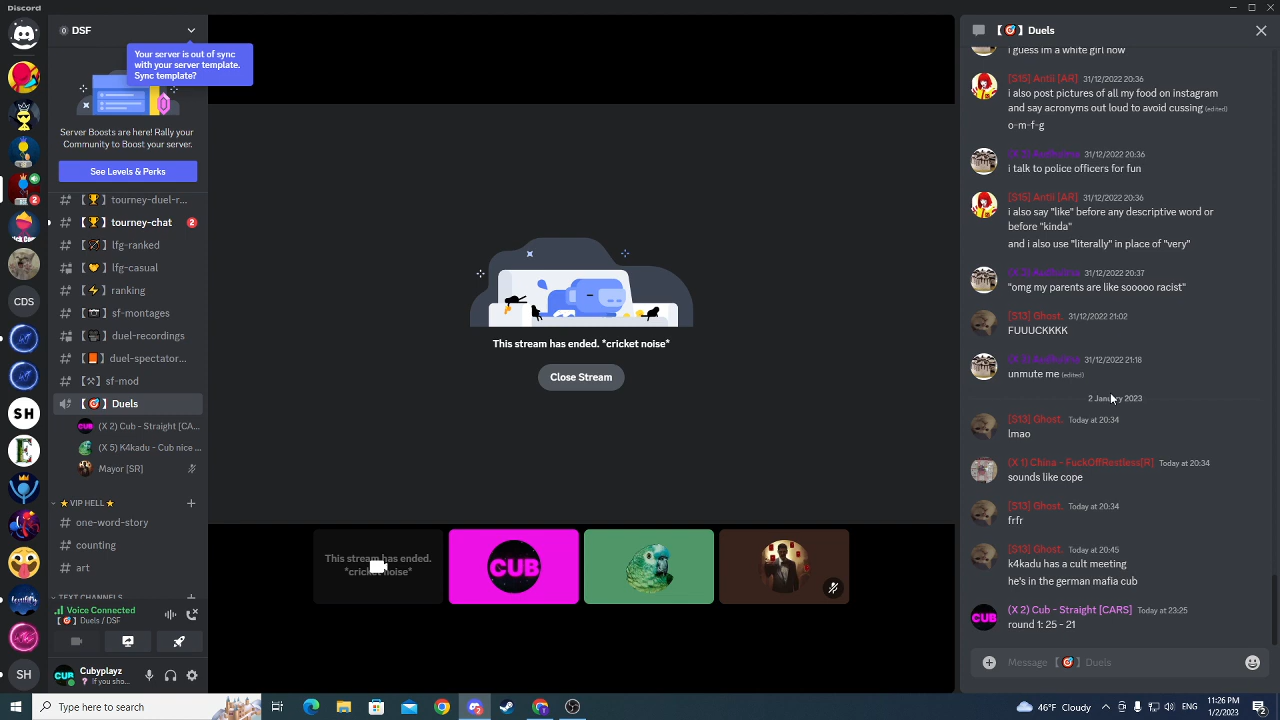 Discord
DSF
Your server is out of sync
with your server template.
Sync template?
Server Boosts are here! Rally your
Community to Boost your server.
See Levels & Perks
【🏆】tourney-duel-r...
【🏆】tourney-chat 2
lfg-ranked
lfg-casual
【⚡】ranking
sf-montages
duel-recordings
duel-spectator...
【⚒】sf-mod
【🎯】Duels
(X 2) Cub - Straight [CA...
(X 5) K4kadu - Cub nice ...
Mayor [SR]
⭐VIP HELL⭐
one-word-story
counting
art
TEXT CHANNELS
Voice Connected
【🎯】Duels / DSF
Cubyplayz
? If you sho...
2
CDS
SH
SH
This stream has ended. *cricket noise*
Close Stream
This stream has ended.
*cricket noise*
CUB
【🎯】Duels
i guess im a white girl now
[S15] Antii [AR] 31/12/2022 20:36
i also post pictures of all my food on instagram
and say acronyms out loud to avoid cussing (edited)
o-m-f-g
31/12/2022 20:36
i talk to police officers for fun
[S15] Antii [AR] 31/12/2022 20:36
i also say "like" before any descriptive word or
before "kinda"
and i also use "literally" in place of "very"
31/12/2022 20:37
"omg my parents are like sooooo racist"
[S13] Ghost. 31/12/2022 21:02
FUUUCKKKK
31/12/2022 21:18
unmute me (edited)
2 January 2023
[S13] Ghost. Today at 20:34
lmao
(X 1) China - FuckOffRestless[R] Today at 20:34
sounds like cope
[S13] Ghost. Today at 20:34
frfr
[S13] Ghost. Today at 20:45
k4kadu has a cult meeting
he's in the german mafia cub
(X 2) Cub - Straight [CARS] Today at 23:25
CUB
round 1: 25 - 21
Message 【🎯】Duels
Type here to search
46°F Cloudy
11:26 PM
1/2/2023
2